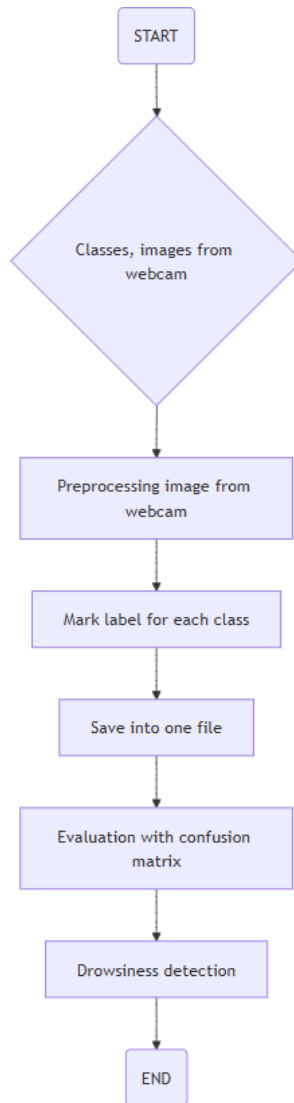 START
Classes, images from
webcam
Preprocessing image from
webcam
Mark label for each class
Save into one file
Evaluation with confusion
matrix
Drowsiness detection
END